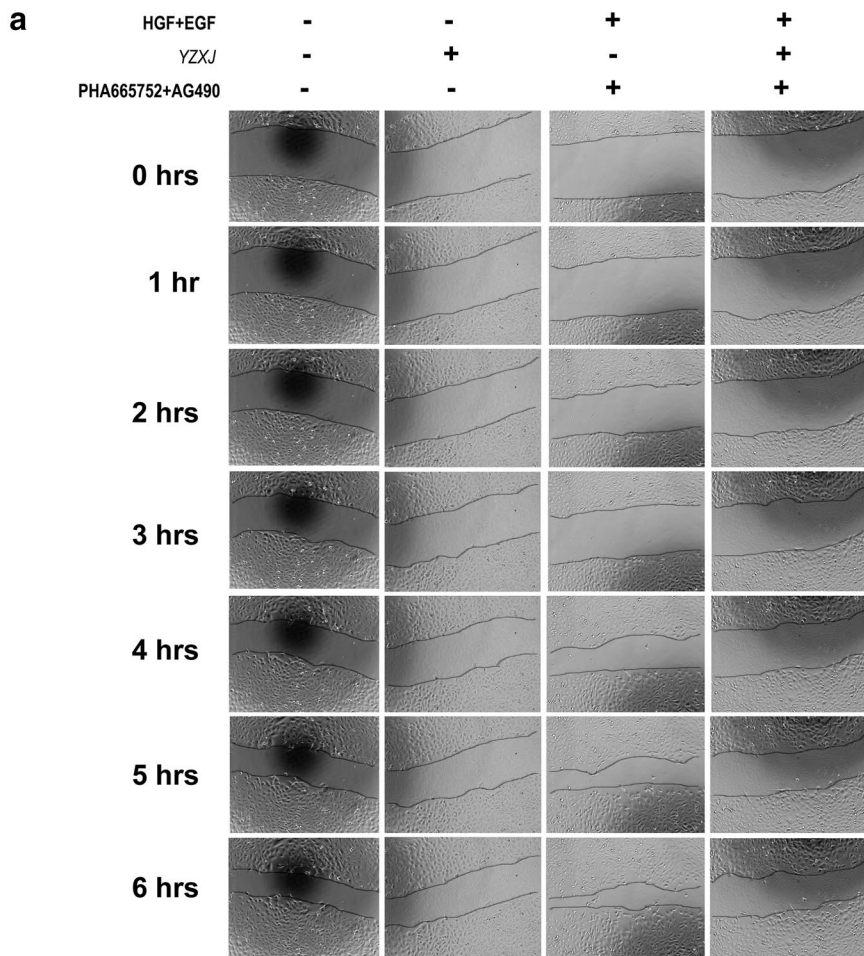 a
HGF+EGF - - + +
YZXJ - + - +
PHA665752+AG490 - - + +
0 hrs
1 hr
2 hrs
3 hrs
4 hrs
5 hrs
6 hrs